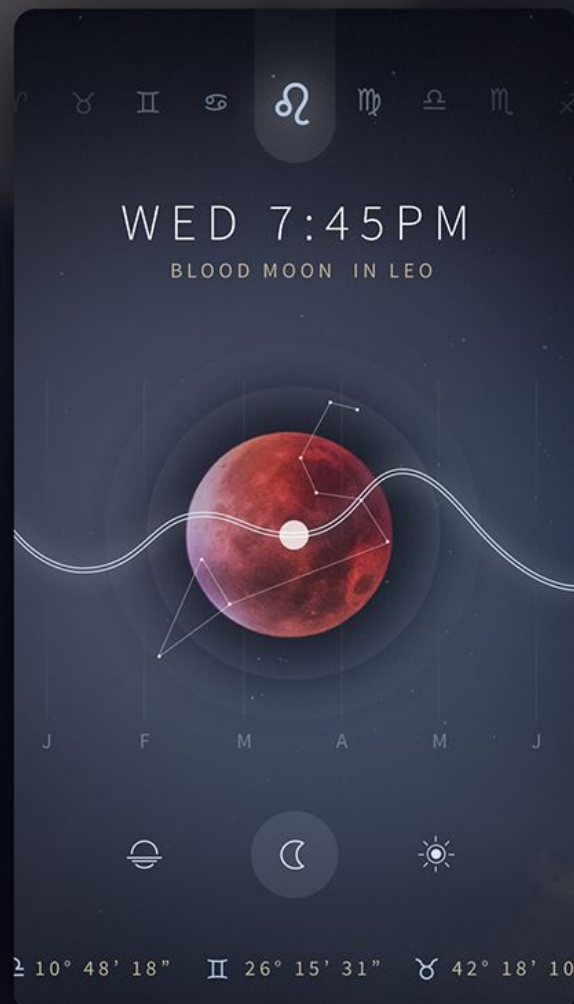 ♈ ♉ ♊ ♋ ♌ ♍ ♎ ♏ ♐
WED 7:45PM
BLOOD MOON IN LEO
J F M A M J
♎ 10° 48’ 18” ♊ 26° 15’ 31” ♉ 42° 18’ 10